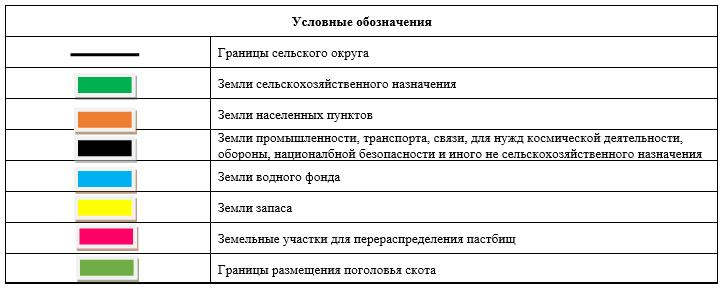 Условные обозначения
Границы сельского округа
Земли сельскохозяйственного назначения
Земли населенных пунктов
Земли промышленности, транспорта, связи, для нужд космической деятельности,
обороны, националбной безопасности и иного не сельскохозяйственного назначения
Земли водного фонда
Земли запаса
Земельные участки для перераспределения пастбищ
Границы размещения поголовья скота